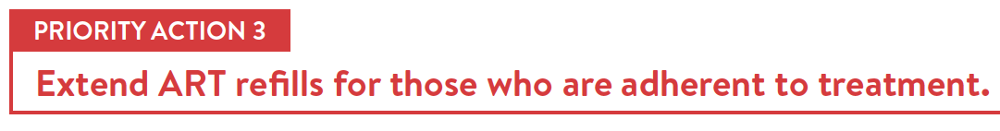 PRIORITY ACTION 3
Extend ART refills for those who are adherent to treatment.